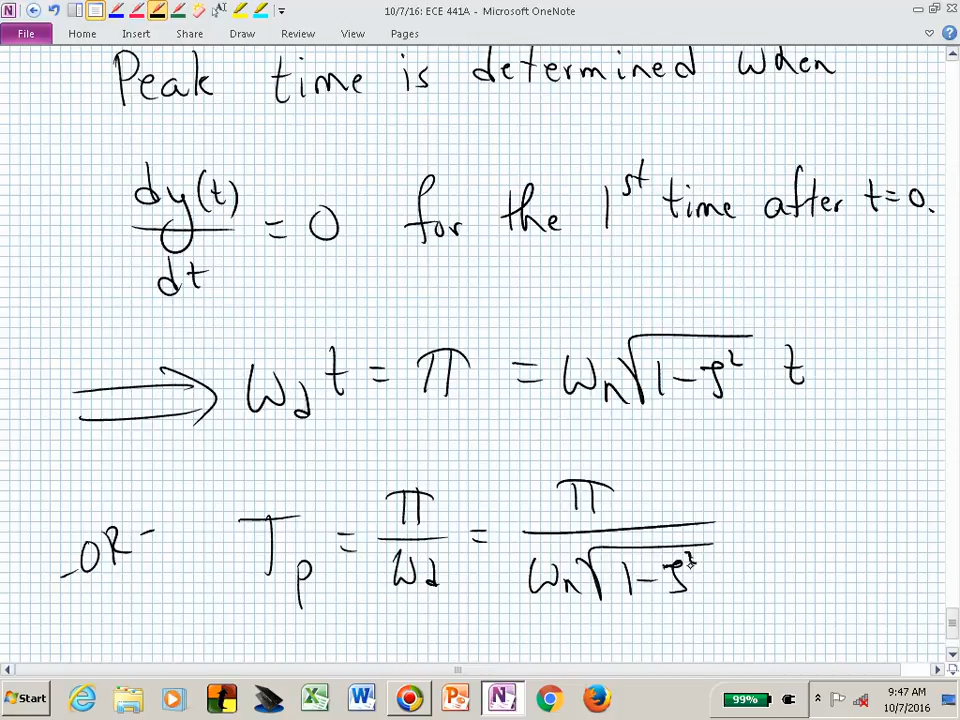 10/7/16: ECE 441A - Microsoft OneNote
File Home Insert Share Draw Review View Pages
Peak time is determined when
dy(t)/dt = 0 for the 1st time after t=0.
⟹ ωd t = π = ωn√(1-ζ²) t
-OR- Tp = π/ωd = π/(ωn√(1-ζ²))
Start
99%
9:47 AM
10/7/2016